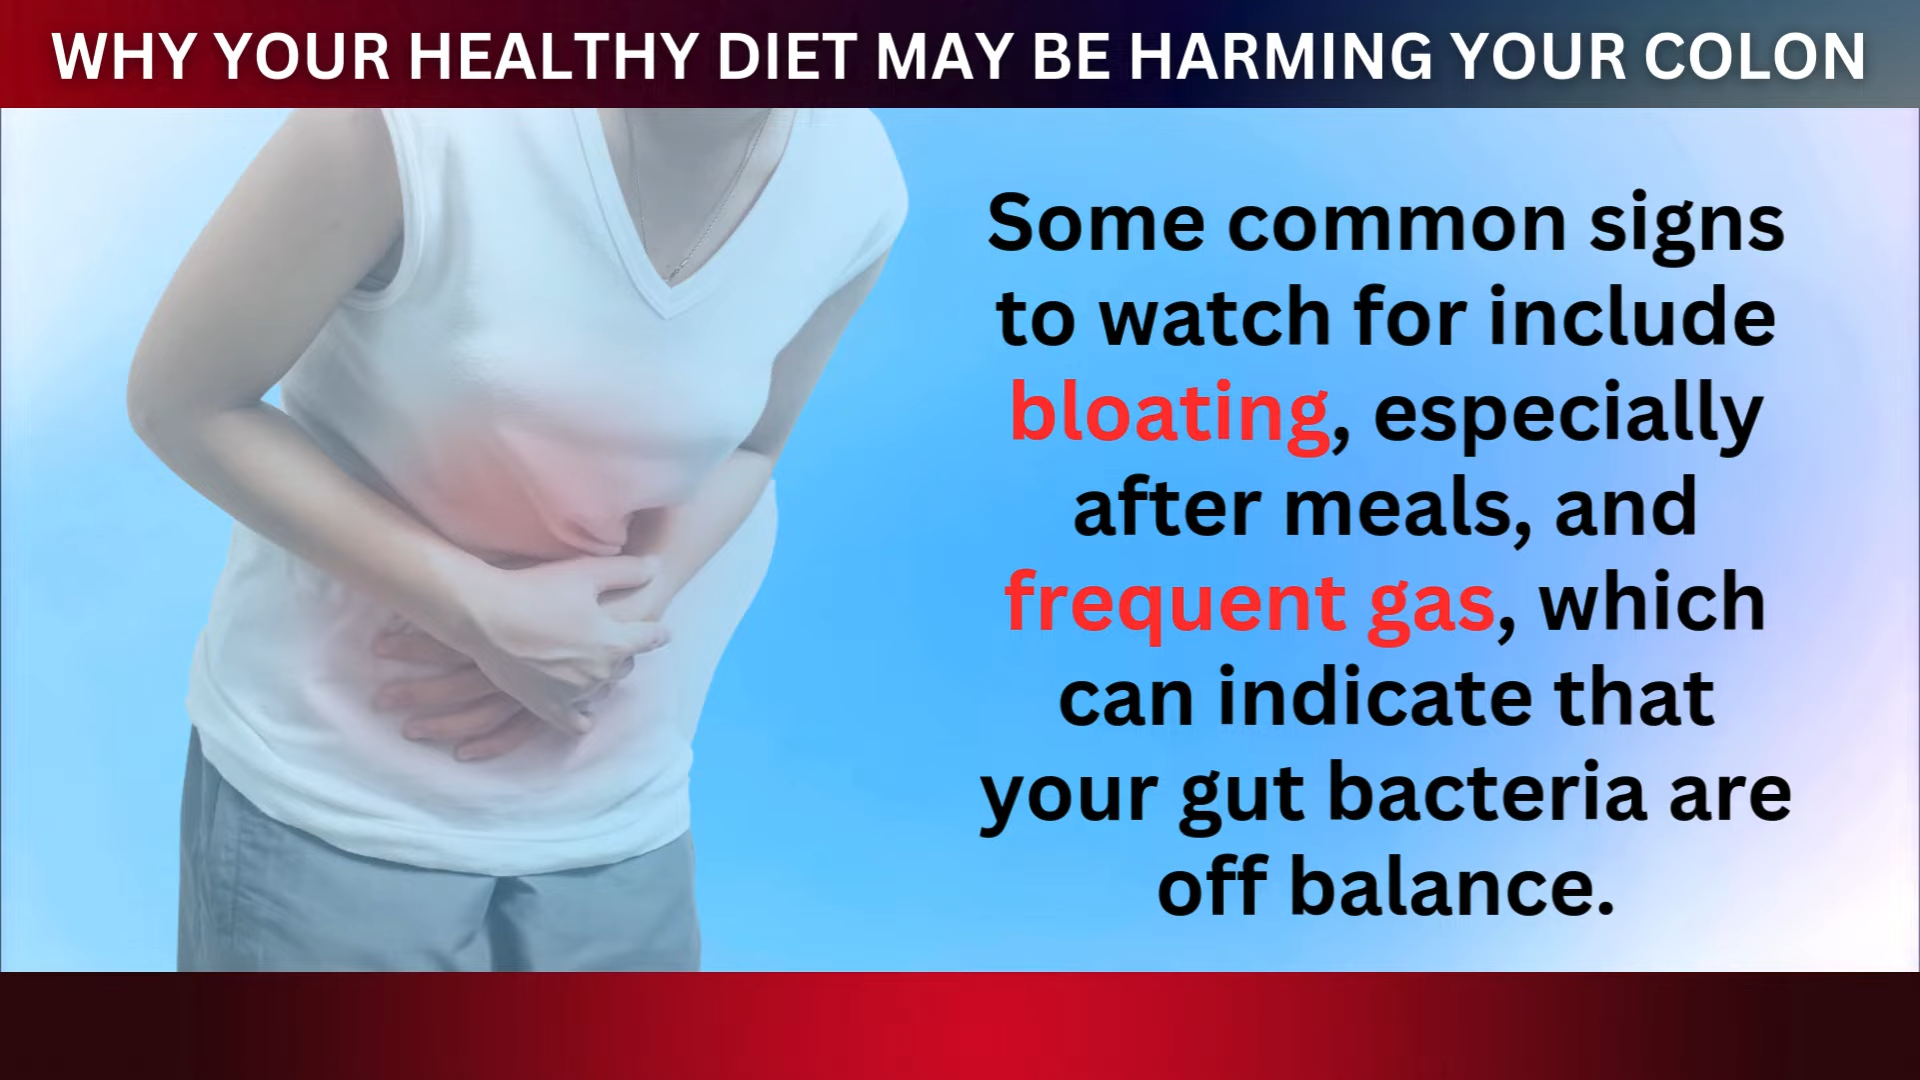 WHY YOUR HEALTHY DIET MAY BE HARMING YOUR COLON
Some common signs
to watch for include
bloating, especially
after meals, and
frequent gas, which
can indicate that
your gut bacteria are
off balance.